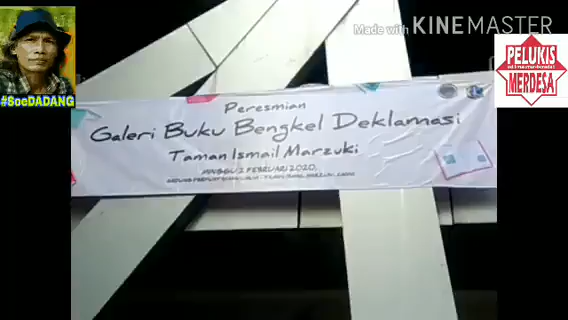 Made with KINEMASTER
PELUKIS
MERDESA
#SoeDADANG
Peresmian
Galeri Buku Bengkel Deklamasi
Taman Ismail Marzuki
MINGGU 2 FEBRUARI 2020,